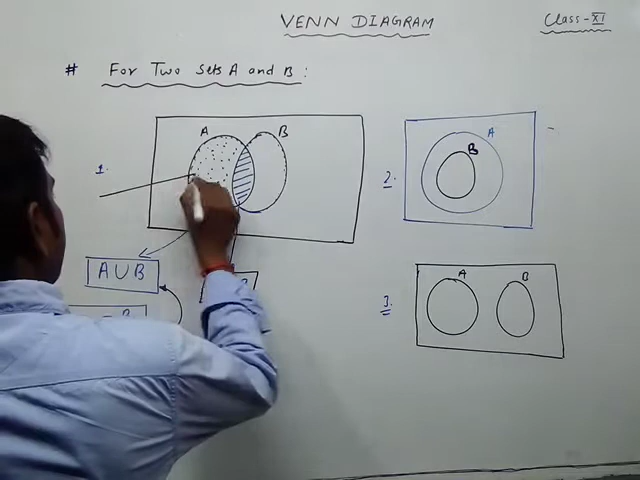 VENN DIAGRAM
Class-XI
# For Two Sets A and B :
1.
A B
A ∪ B
- B
2.
A
B
3.
A B